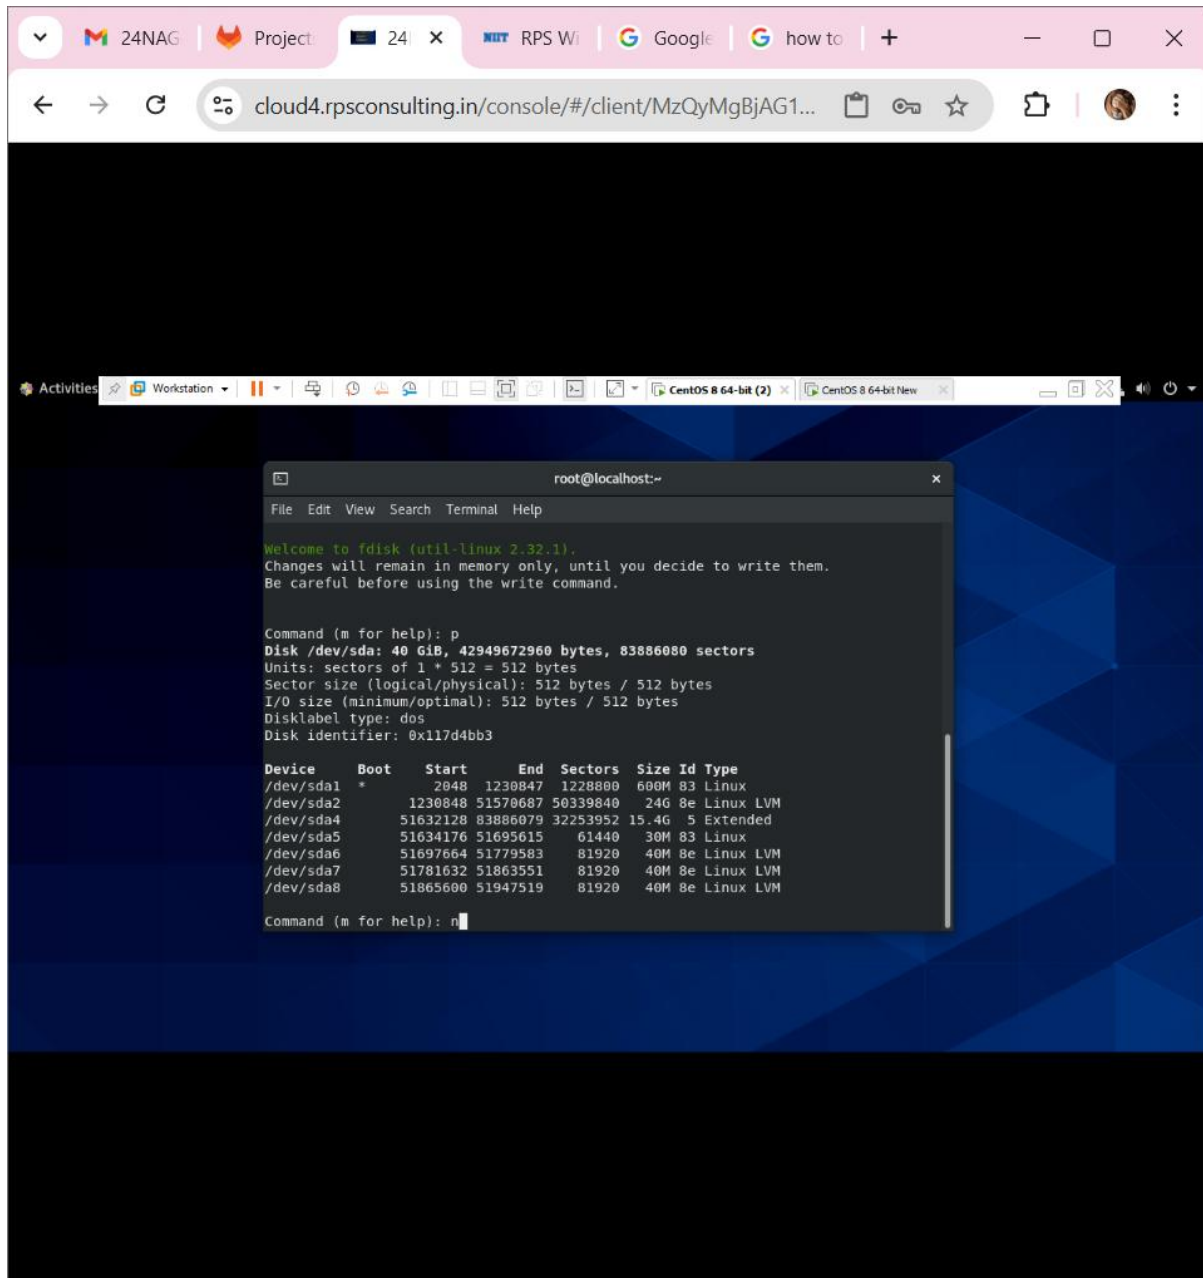 24NAG Project 24 RPS Wi Google how to
cloud4.rpsconsulting.in/console/#/client/MzQyMgBjAG1...
Activities Workstation CentOS 8 64-bit (2) CentOS 8 64-bit New
root@localhost:~
File Edit View Search Terminal Help
Welcome to fdisk (util-linux 2.32.1).
Changes will remain in memory only, until you decide to write them.
Be careful before using the write command.
Command (m for help): p
Disk /dev/sda: 40 GiB, 42949672960 bytes, 83886080 sectors
Units: sectors of 1 * 512 = 512 bytes
Sector size (logical/physical): 512 bytes / 512 bytes
I/O size (minimum/optimal): 512 bytes / 512 bytes
Disklabel type: dos
Disk identifier: 0x117d4bb3
Device Boot Start End Sectors Size Id Type
/dev/sda1 * 2048 1230847 1228800 600M 83 Linux
/dev/sda2 1230848 51570687 50339840 24G 8e Linux LVM
/dev/sda4 51632128 83886079 32253952 15.4G 5 Extended
/dev/sda5 51634176 51695615 61440 30M 83 Linux
/dev/sda6 51697664 51779583 81920 40M 8e Linux LVM
/dev/sda7 51781632 51863551 81920 40M 8e Linux LVM
/dev/sda8 51865600 51947519 81920 40M 8e Linux LVM
Command (m for help): n